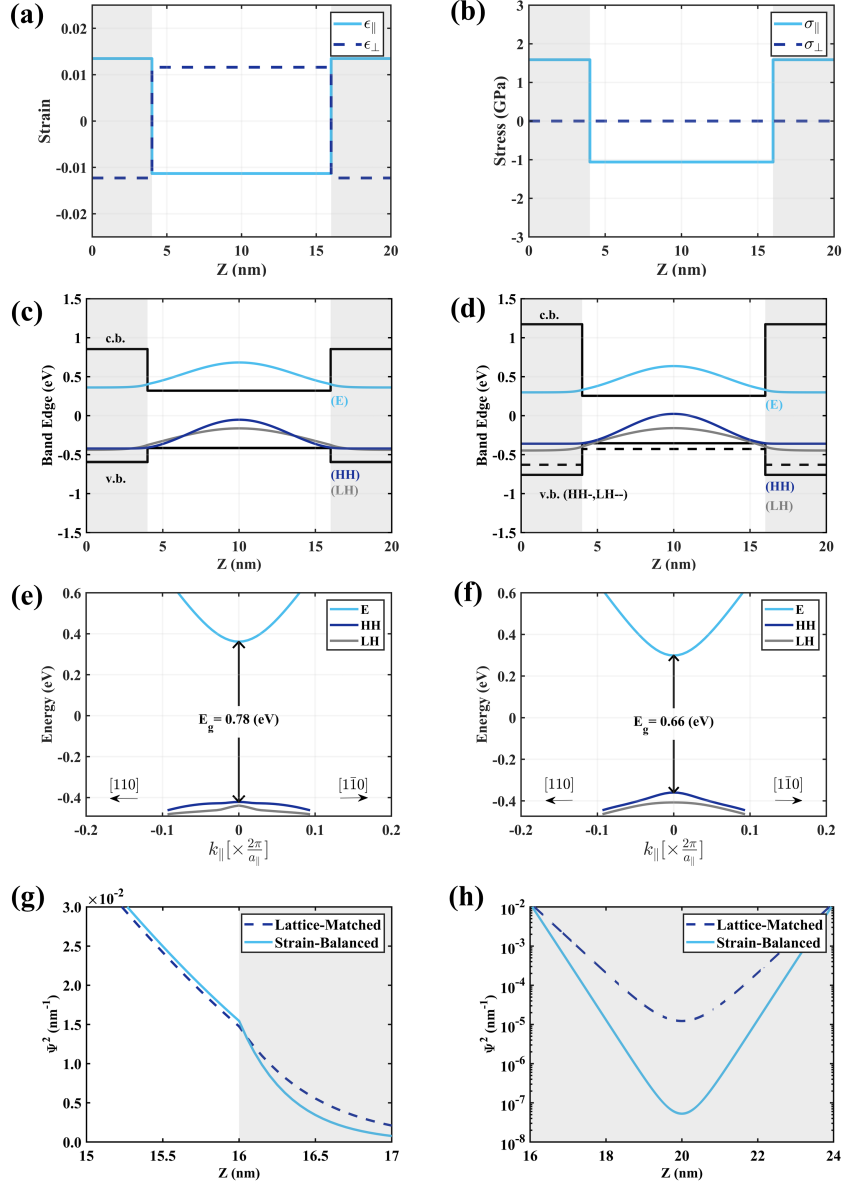 (a)
0.025
0.02
0.01
0
-0.01
-0.02
Strain
ϵ∥
ϵ⊥
0 5 10 15 20
Z (nm)
(b)
3
2
1
0
-1
-2
-3
Stress (GPa)
σ∥
σ⊥
0 5 10 15 20
Z (nm)
(c)
1.5
1
0.5
0
-0.5
-1
-1.5
Band Edge (eV)
c.b.
(E)
v.b.
(HH)
(LH)
0 5 10 15 20
Z (nm)
(d)
1.5
1
0.5
0
-0.5
-1
-1.5
Band Edge (eV)
c.b.
(E)
v.b. (HH-,LH--)
(HH)
(LH)
0 5 10 15 20
Z (nm)
(e)
0.6
0.4
0.2
0
-0.2
-0.4
Energy (eV)
E
HH
LH
E_g= 0.78 (eV)
[110]
[11̄0]
-0.2 -0.1 0 0.1 0.2
k∥[× 2π/a∥]
(f)
0.6
0.4
0.2
0
-0.2
-0.4
Energy (eV)
E
HH
LH
E_g= 0.66 (eV)
[110]
[11̄0]
-0.2 -0.1 0 0.1 0.2
k∥[× 2π/a∥]
(g)
×10⁻²
3.0
2.5
2.0
1.5
1.0
0.5
0.0
Ψ² (nm⁻¹)
Lattice-Matched
Strain-Balanced
15 15.5 16 16.5 17
Z (nm)
(h)
10⁻²
10⁻³
10⁻⁴
10⁻⁵
10⁻⁶
10⁻⁷
10⁻⁸
Ψ² (nm⁻¹)
Lattice-Matched
Strain-Balanced
16 18 20 22 24
Z (nm)